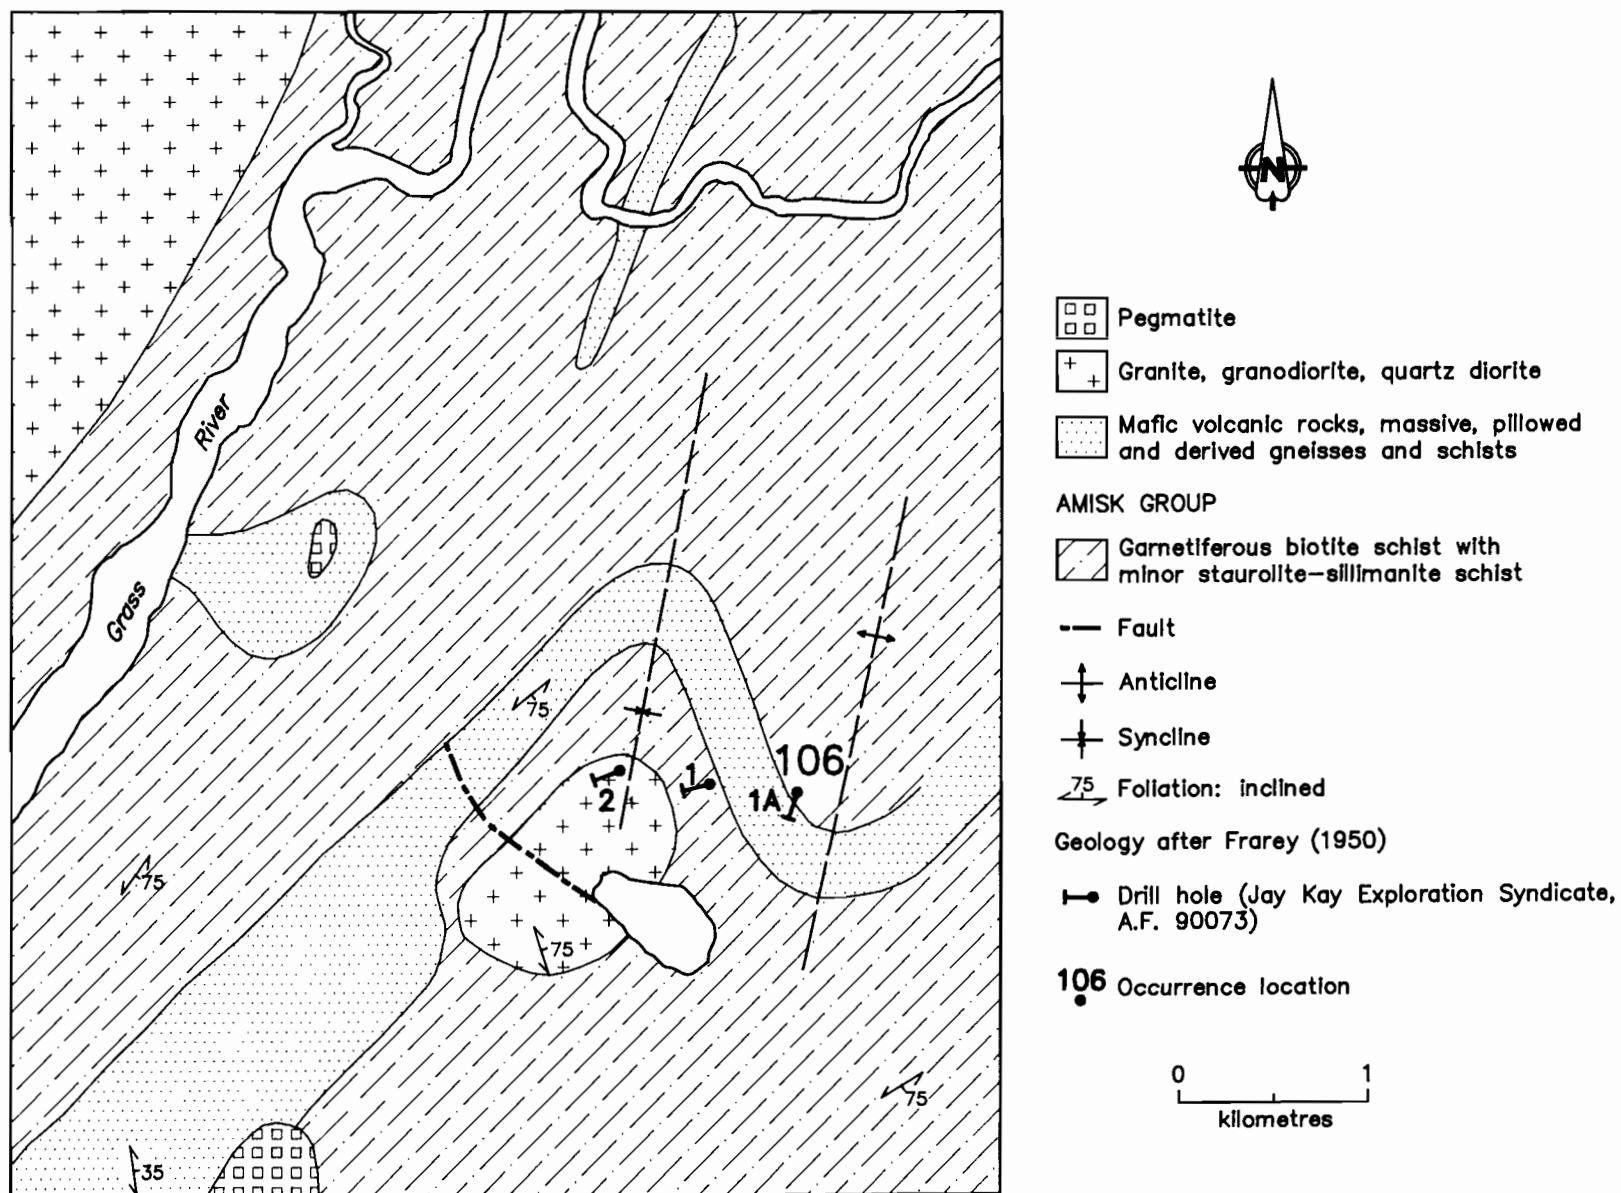 N
River
Grass
75
106
1
2
1A
75
75
75
35
Pegmatite
Granite, granodiorite, quartz diorite
Mafic volcanic rocks, massive, pillowed
and derived gneisses and schists
AMISK GROUP
Garnetiferous biotite schist with
minor staurolite-sillimanite schist
Fault
Anticline
Syncline
75 Foliation: inclined
Geology after Frarey (1950)
Drill hole (Jay Kay Exploration Syndicate,
A.F. 90073)
106 Occurrence location
0 1
kilometres